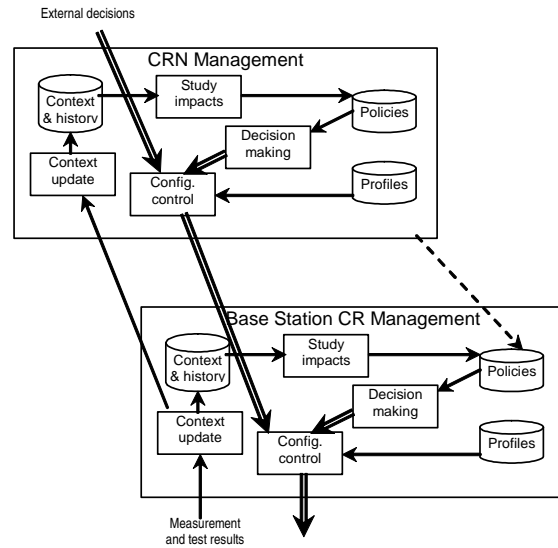 External decisions
CRN Management
Context
& history
Study
impacts
Policies
Decision
making
Context
update
Config.
control
Profiles
Base Station CR Management
Context
& history
Study
impacts
Policies
Decision
making
Context
update
Config.
control
Profiles
Measurement
and test results